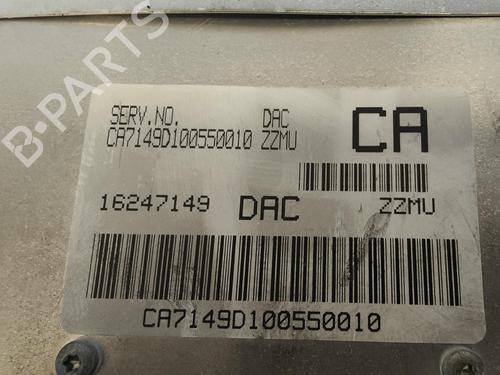 SERV.NO. DAC CA
CA7149D100550010 ZZMU
16247149 DAC ZZMU
CA7149D100550010
B-PARTS